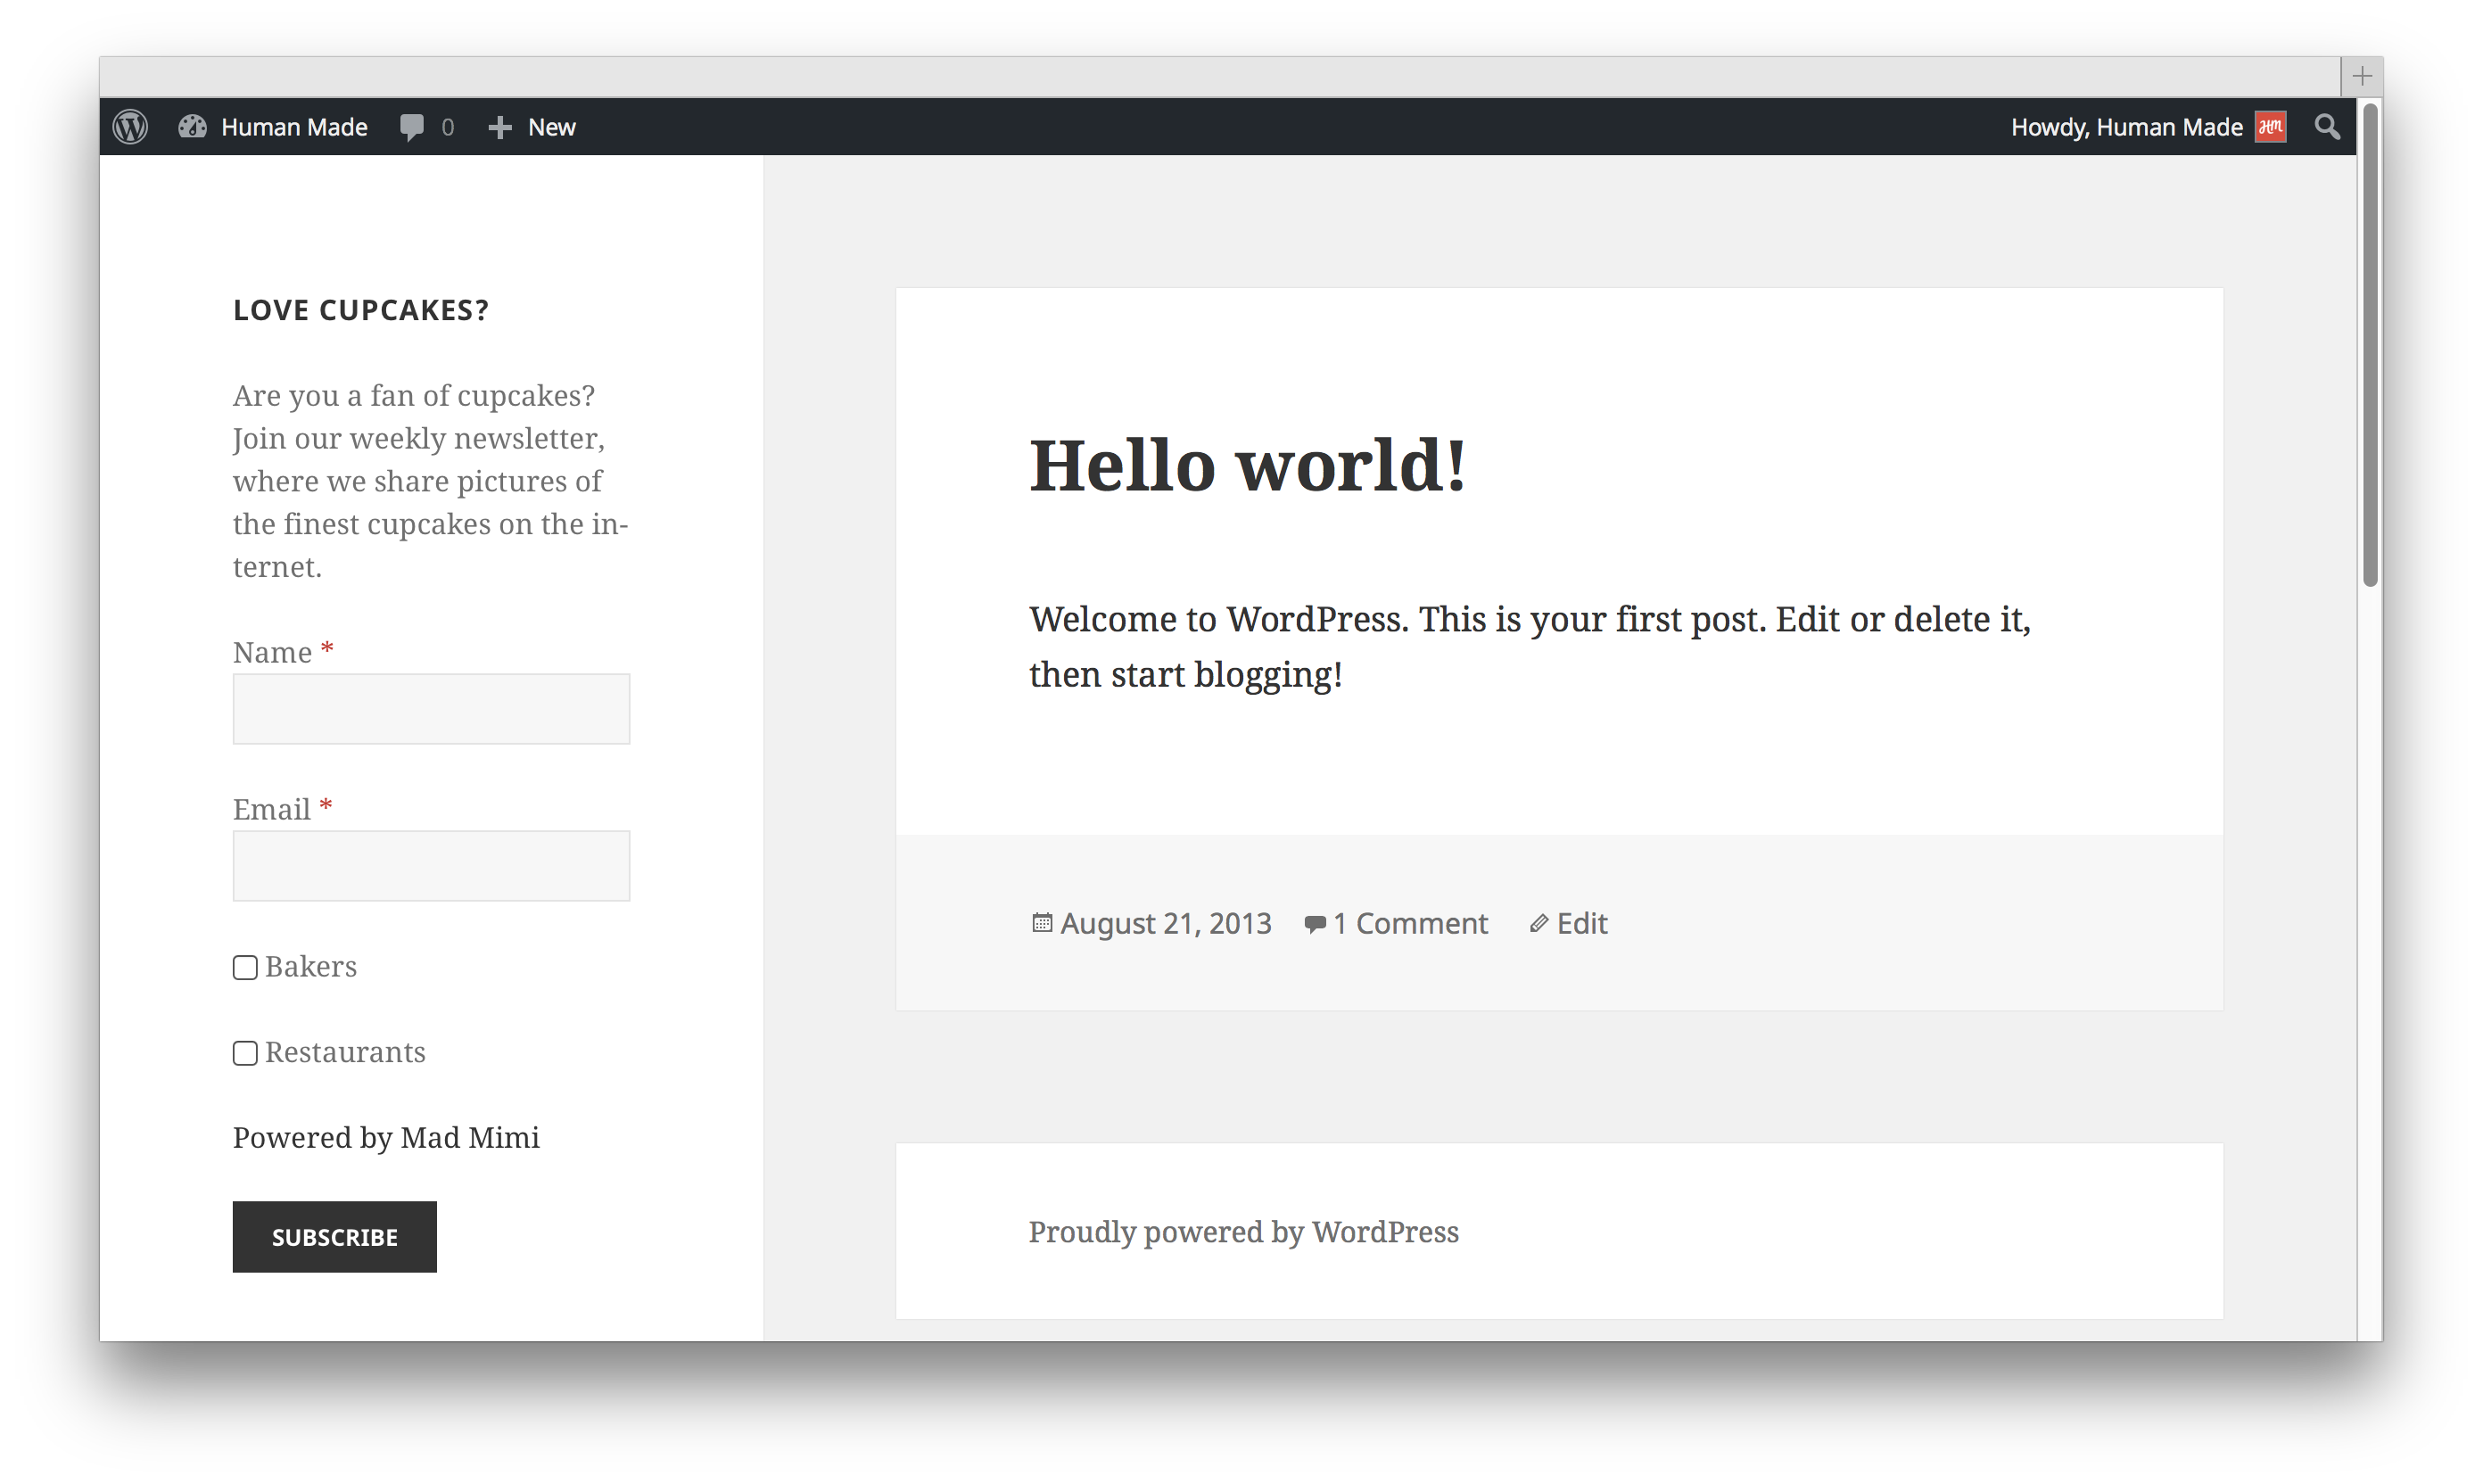 Human Made 0 New Howdy, Human Made HM
LOVE CUPCAKES?
Are you a fan of cupcakes?
Join our weekly newsletter,
where we share pictures of
the finest cupcakes on the in-
ternet.
Name *
Email *
Bakers
Restaurants
Powered by Mad Mimi
SUBSCRIBE
Hello world!
Welcome to WordPress. This is your first post. Edit or delete it,
then start blogging!
August 21, 2013 1 Comment Edit
Proudly powered by WordPress